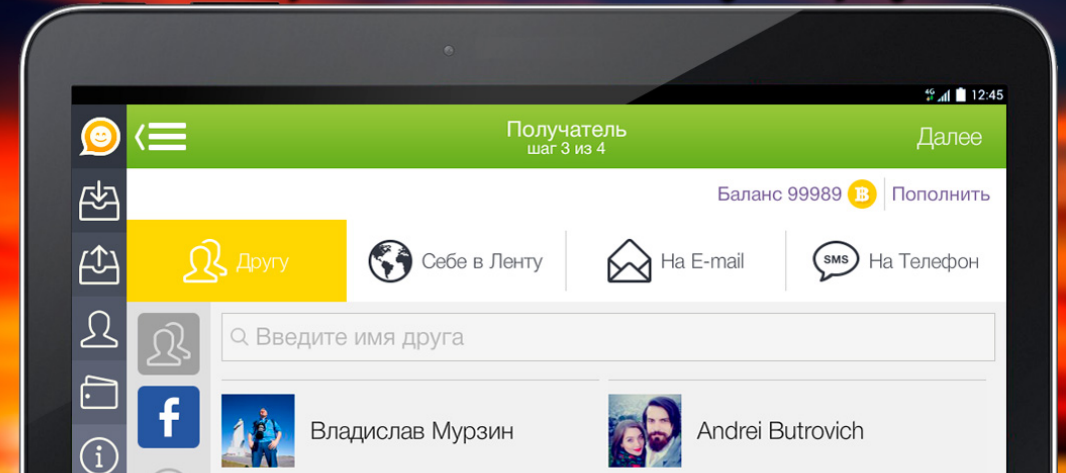 4G 12:45
Получатель
шаг 3 из 4
Далее
Баланс 99989 B Пополнить
Другу
Себе в Ленту
На E-mail
SMS На Телефон
Введите имя друга
f
Владислав Мурзин
Andrei Butrovich
i